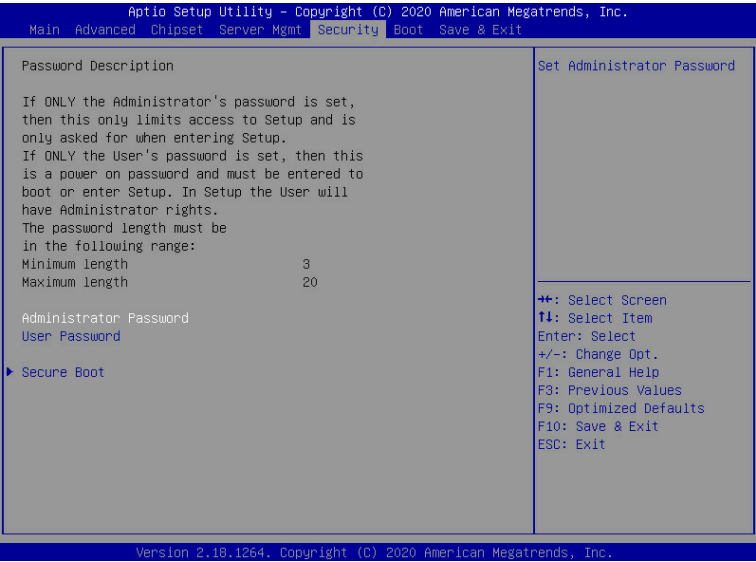 Aptio Setup Utility – Copyright (C) 2020 American Megatrends, Inc.
Main Advanced Chipset Server Mgmt Security Boot Save & Exit
Password Description
If ONLY the Administrator's password is set,
then this only limits access to Setup and is
only asked for when entering Setup.
If ONLY the User's password is set, then this
is a power on password and must be entered to
boot or enter Setup. In Setup the User will
have Administrator rights.
The password length must be
in the following range:
Minimum length 3
Maximum length 20
Administrator Password
User Password
Secure Boot
Set Administrator Password
→←: Select Screen
↑↓: Select Item
Enter: Select
+/-: Change Opt.
F1: General Help
F3: Previous Values
F9: Optimized Defaults
F10: Save & Exit
ESC: Exit
Version 2.18.1264. Copyright (C) 2020 American Megatrends, Inc.